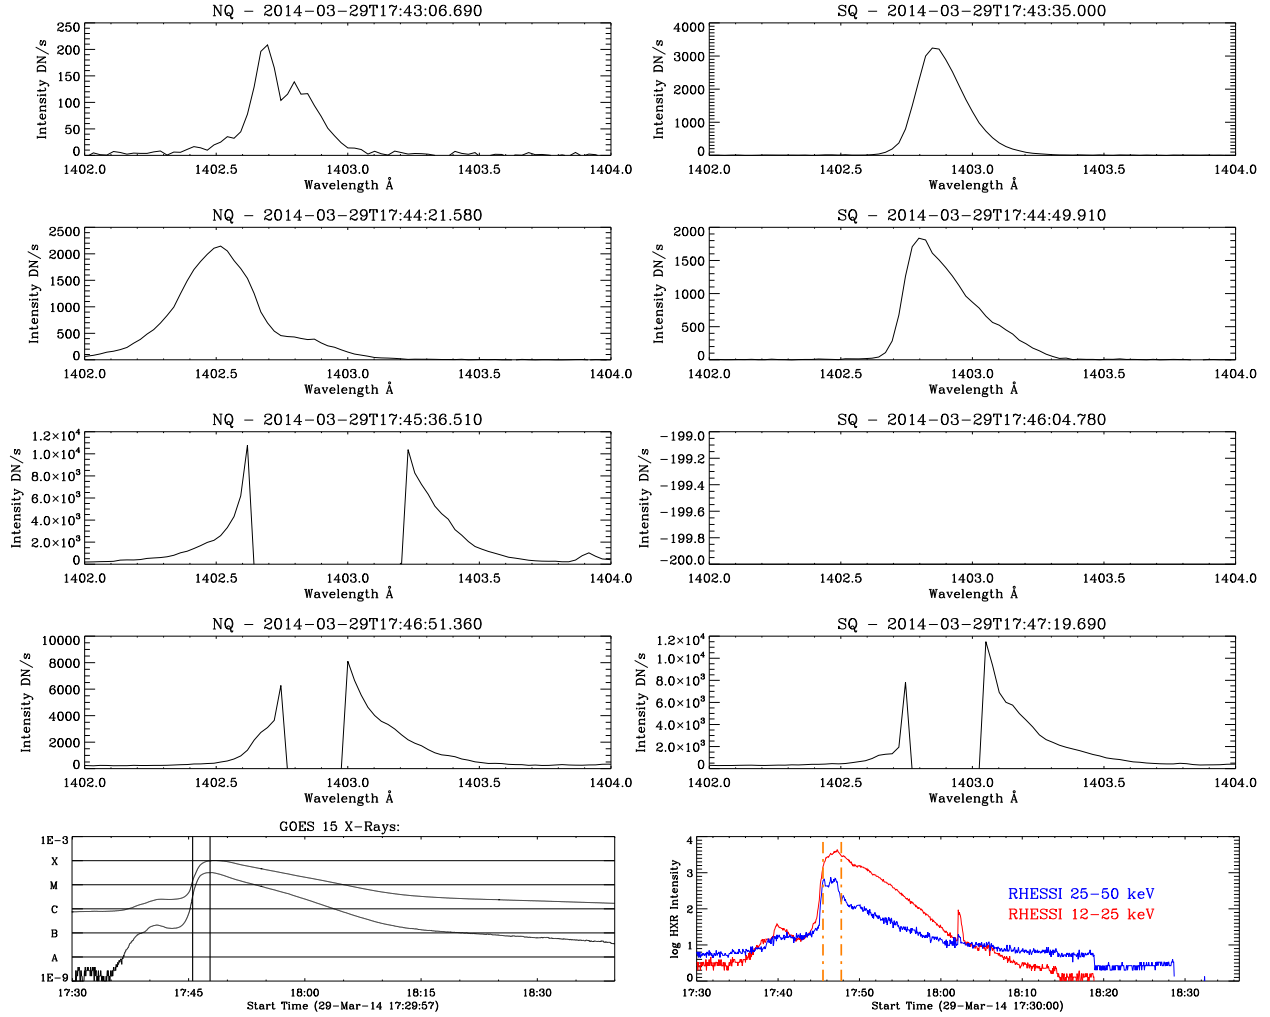 NQ - 2014-03-29T17:43:06.690
250
200
150
100
50
0
Intensity DN/s
1402.0 1402.5 1403.0 1403.5 1404.0
Wavelength Å
SQ - 2014-03-29T17:43:35.000
4000
3000
2000
1000
0
Intensity DN/s
1402.0 1402.5 1403.0 1403.5 1404.0
Wavelength Å
NQ - 2014-03-29T17:44:21.580
2500
2000
1500
1000
500
0
Intensity DN/s
1402.0 1402.5 1403.0 1403.5 1404.0
Wavelength Å
SQ - 2014-03-29T17:44:49.910
2000
1500
1000
500
0
Intensity DN/s
1402.0 1402.5 1403.0 1403.5 1404.0
Wavelength Å
NQ - 2014-03-29T17:45:36.510
1.2×10⁴
1.0×10⁴
8.0×10³
6.0×10³
4.0×10³
2.0×10³
0
Intensity DN/s
1402.0 1402.5 1403.0 1403.5 1404.0
Wavelength Å
SQ - 2014-03-29T17:46:04.780
-199.0
-199.2
-199.4
-199.6
-199.8
-200.0
Intensity DN/s
1402.0 1402.5 1403.0 1403.5 1404.0
Wavelength Å
NQ - 2014-03-29T17:46:51.360
10000
8000
6000
4000
2000
0
Intensity DN/s
1402.0 1402.5 1403.0 1403.5 1404.0
Wavelength Å
SQ - 2014-03-29T17:47:19.690
1.2×10⁴
1.0×10⁴
8.0×10³
6.0×10³
4.0×10³
2.0×10³
0
Intensity DN/s
1402.0 1402.5 1403.0 1403.5 1404.0
Wavelength Å
GOES 15 X-Rays:
1E-3
X
M
C
B
A
1E-9
17:30 17:45 18:00 18:15 18:30
Start Time (29-Mar-14 17:29:57)
4
3
2
1
0
log HXR Intensity
RHESSI 25-50 keV
RHESSI 12-25 keV
17:30 17:40 17:50 18:00 18:10 18:20 18:30
Start Time (29-Mar-14 17:30:00)